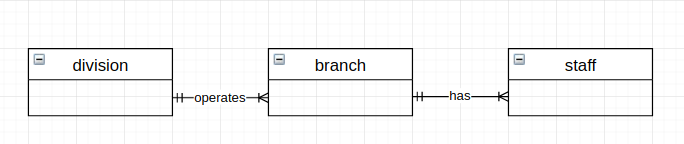 division
operates
branch
has
staff